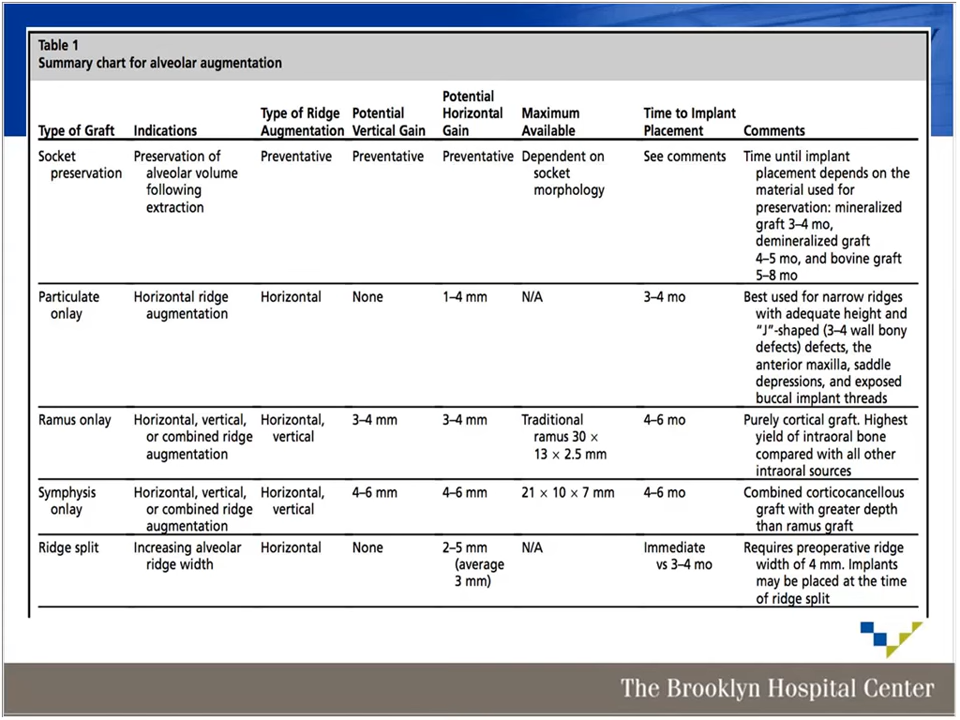 Table 1
Summary chart for alveolar augmentation
Type of Graft
Indications
Type of Ridge
Augmentation
Potential
Vertical Gain
Potential
Horizontal
Gain
Maximum
Available
Time to Implant
Placement
Comments
Socket
preservation
Preservation of
alveolar volume
following
extraction
Preventative
Preventative
Preventative
Dependent on
socket
morphology
See comments
Time until implant
placement depends on the
material used for
preservation: mineralized
graft 3–4 mo,
demineralized graft
4–5 mo, and bovine graft
5–8 mo
Particulate
onlay
Horizontal ridge
augmentation
Horizontal
None
1–4 mm
N/A
3–4 mo
Best used for narrow ridges
with adequate height and
“J”-shaped (3–4 wall bony
defects) defects, the
anterior maxilla, saddle
depressions, and exposed
buccal implant threads
Ramus onlay
Horizontal, vertical,
or combined ridge
augmentation
Horizontal,
vertical
3–4 mm
3–4 mm
Traditional
ramus 30 ×
13 × 2.5 mm
4–6 mo
Purely cortical graft. Highest
yield of intraoral bone
compared with all other
intraoral sources
Symphysis
onlay
Horizontal, vertical,
or combined ridge
augmentation
Horizontal,
vertical
4–6 mm
4–6 mm
21 × 10 × 7 mm
4–6 mo
Combined corticocancellous
graft with greater depth
than ramus graft
Ridge split
Increasing alveolar
ridge width
Horizontal
None
2–5 mm
(average
3 mm)
N/A
Immediate
vs 3–4 mo
Requires preoperative ridge
width of 4 mm. Implants
may be placed at the time
of ridge split
The Brooklyn Hospital Center